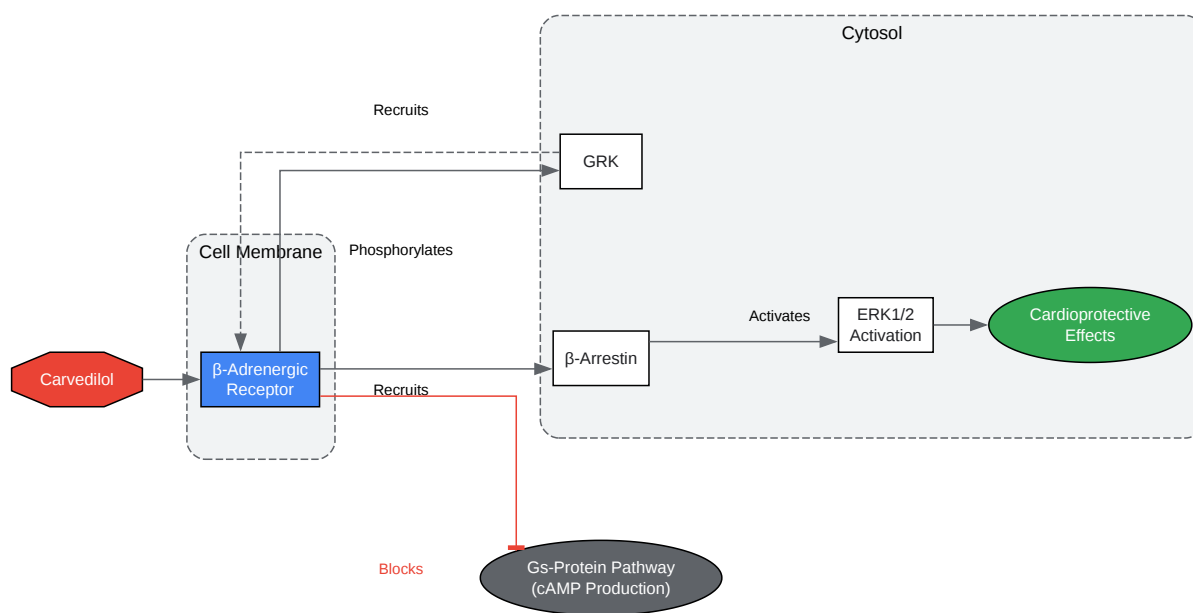 Cytosol
Recruits
GRK
Cell Membrane
Phosphorylates
Carvedilol
β-Adrenergic
Receptor
Recruits
β-Arrestin
Activates
ERK1/2
Activation
Cardioprotective
Effects
Blocks
Gs-Protein Pathway
(cAMP Production)